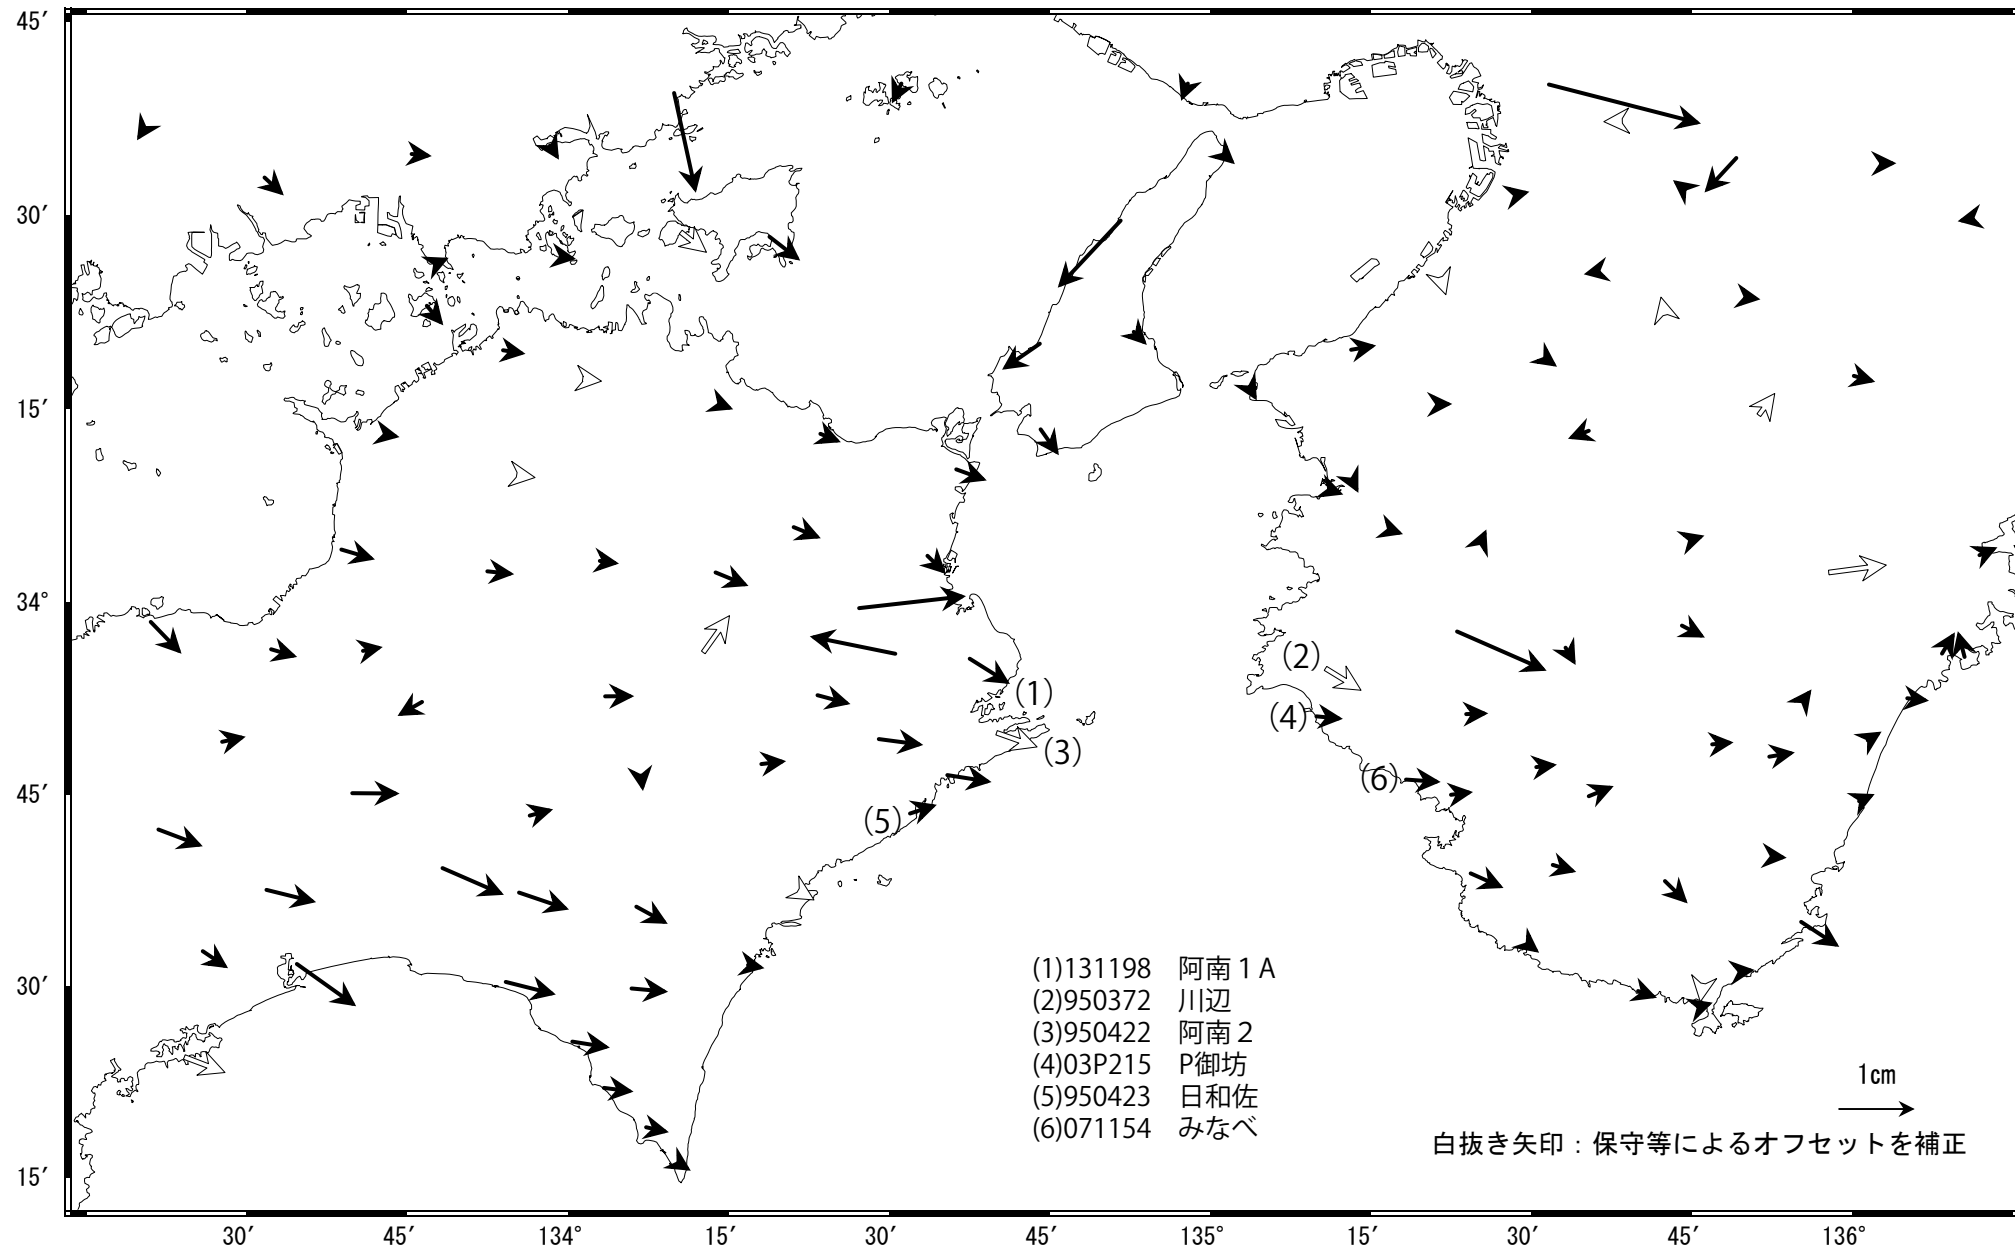 45′
30′
15′
34°
45′
30′
15′
(1)
(2)
(3)
(4)
(5)
(6)
(1)131198 阿南１A
(2)950372 川辺
(3)950422 阿南２
(4)03P215 P御坊
(5)950423 日和佐
(6)071154 みなべ
1cm
白抜き矢印：保守等によるオフセットを補正
30′ 45′ 134° 15′ 30′ 45′ 135° 15′ 30′ 45′ 136°